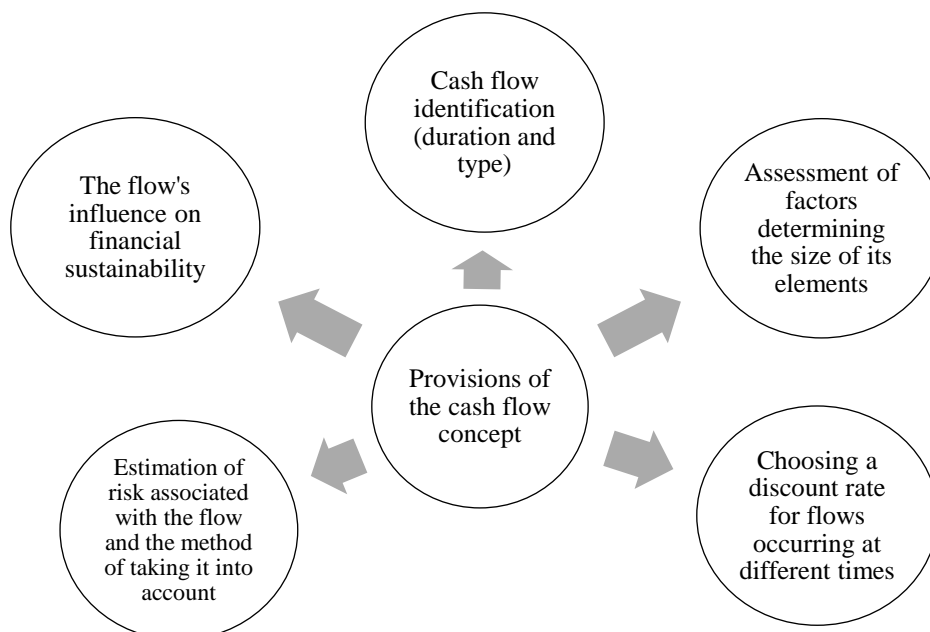 Cash flow
identification
(duration and
type)
The flow's
influence on
financial
sustainability
Assessment of
factors
determining
the size of its
elements
Provisions of
the cash flow
concept
Estimation of
risk associated
with the flow
and the method
of taking it into
account
Choosing a
discount rate
for flows
occurring at
different times